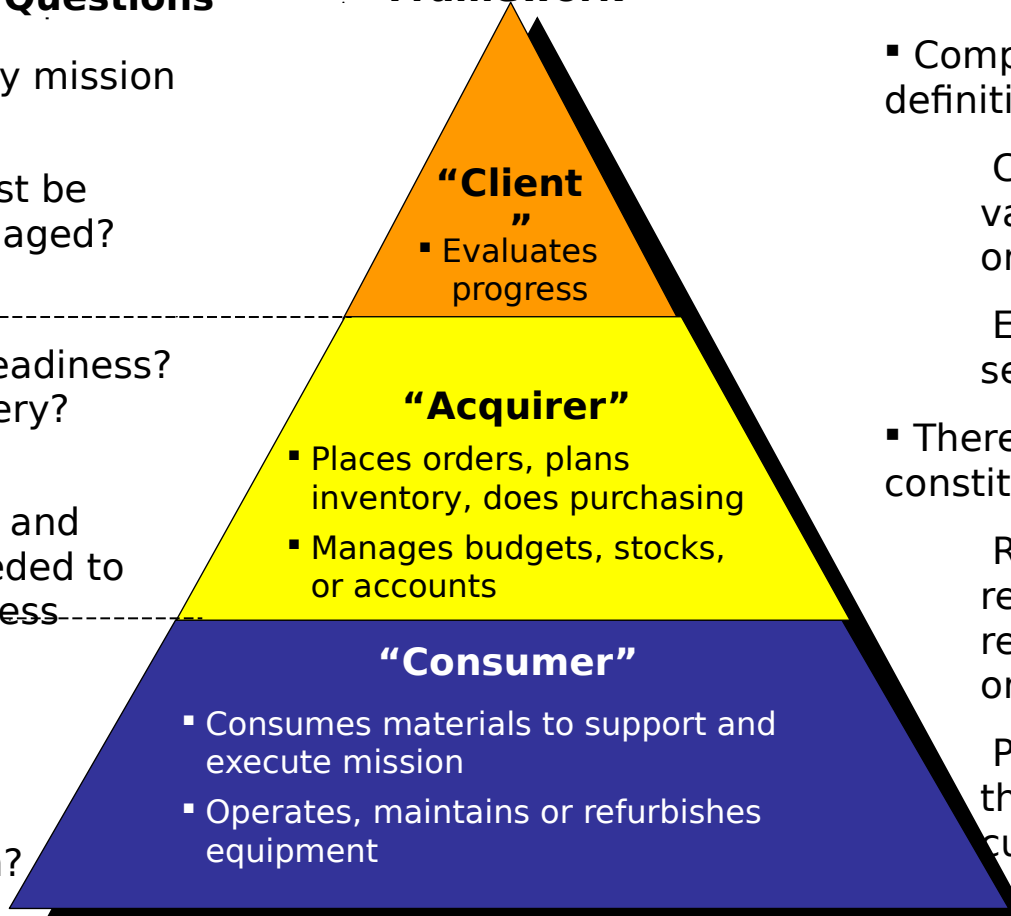 Questions
Framework
y mission
st be
aged?
eadiness?
ery?
and
eded to
ess
?
“Client
”
▪ Evaluates
progress
“Acquirer”
▪ Places orders, plans
inventory, does purchasing
▪ Manages budgets, stocks,
or accounts
“Consumer”
▪ Consumes materials to support and
execute mission
▪ Operates, maintains or refurbishes
equipment
▪ Comp
definiti
C
va
or
E
se
▪ There
constit
R
re
re
or
P
th
cu